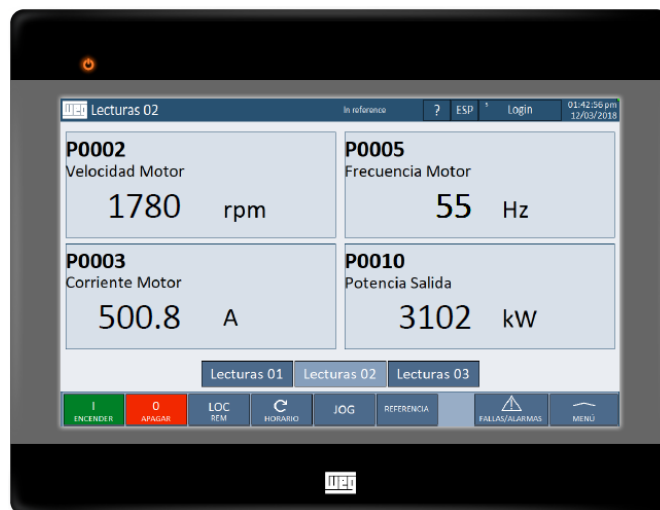 WEG Lecturas 02
In reference
?
ESP
Login
01:42:56 pm
12/03/2018
P0002
Velocidad Motor
1780 rpm
P0005
Frecuencia Motor
55 Hz
P0003
Corriente Motor
500.8 A
P0010
Potencia Salida
3102 kW
Lecturas 01
Lecturas 02
Lecturas 03
I
ENCENDER
0
APAGAR
LOC
REM
HORARIO
JOG
REFERENCIA
FALLAS/ALARMAS
MENÚ
WEG